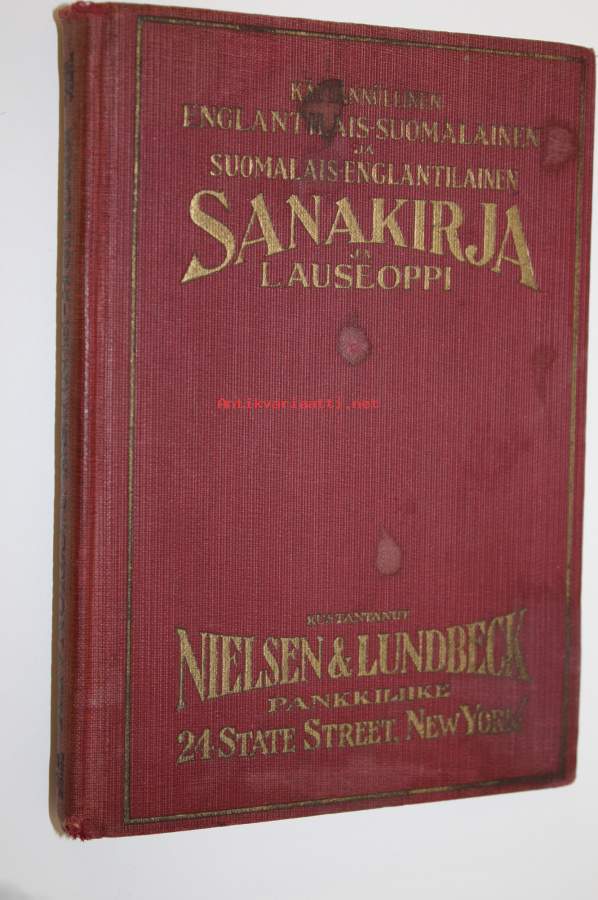 KÄYTÄNNÖLLINEN
ENGLANTILAIS-SUOMALAINEN
JA
SUOMALAIS-ENGLANTILAINEN
SANAKIRJA
JA
LAUSEOPPI
Antikvariaatti.net
KUSTANTANUT
NIELSEN & LUNDBECK
PANKKILIIKE
24 STATE STREET, NEW YORK